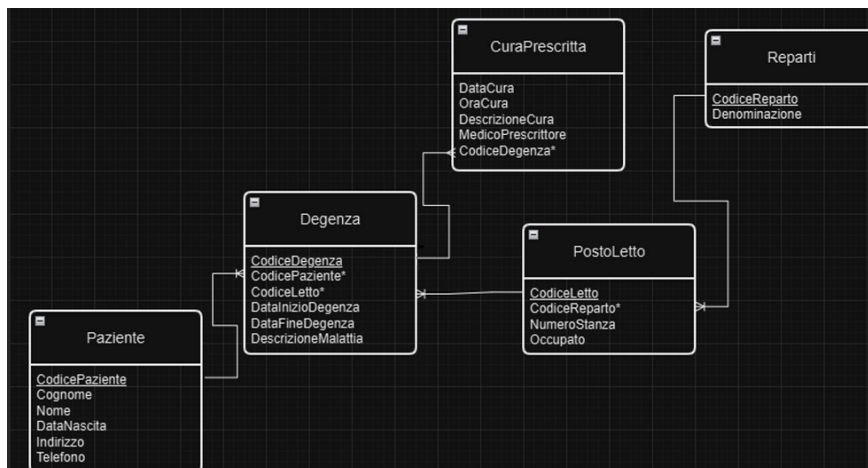 CuraPrescritta
DataCura
OraCura
DescrizioneCura
MedicoPrescrittore
CodiceDegenza*
Reparti
CodiceReparto
Denominazione
Degenza
CodiceDegenza
CodicePaziente*
CodiceLetto*
DataInizioDegenza
DataFineDegenza
DescrizioneMalattia
PostoLetto
CodiceLetto
CodiceReparto*
NumeroStanza
Occupato
Paziente
CodicePaziente
Cognome
Nome
DataNascita
Indirizzo
Telefono